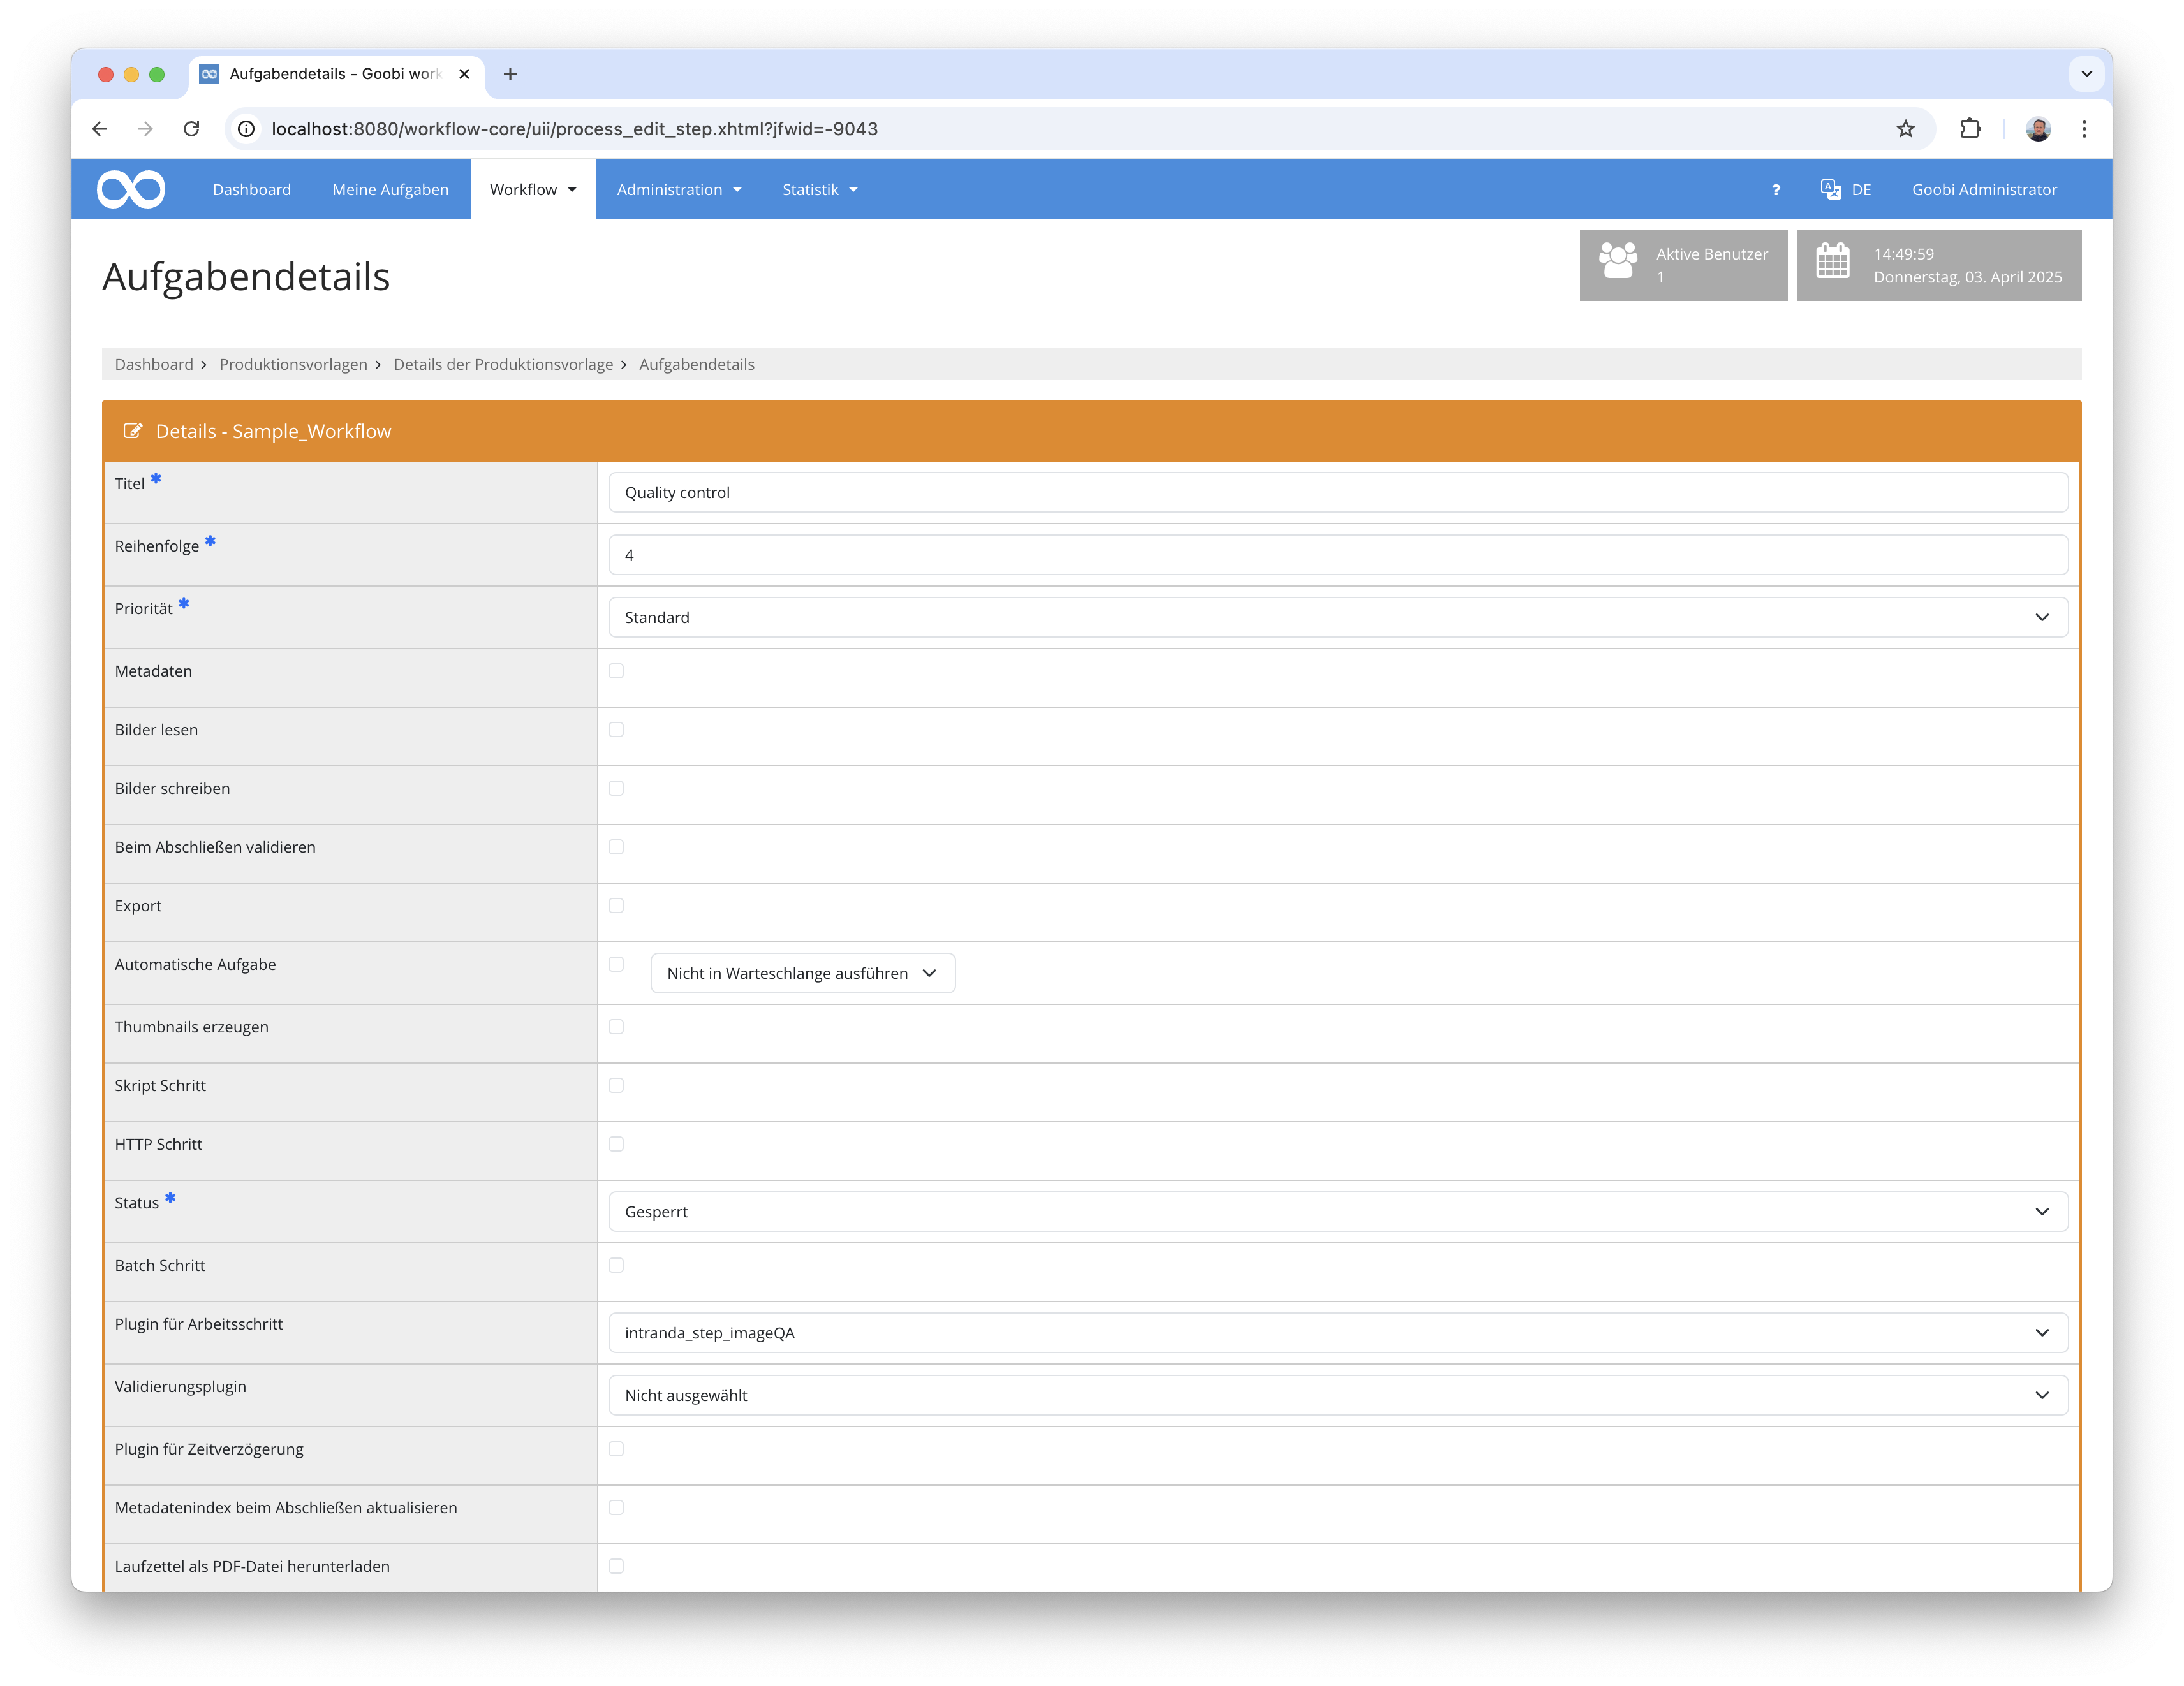 Aufgabendetails - Goobi work
localhost:8080/workflow-core/uii/process_edit_step.xhtml?jfwid=-9043
Dashboard Meine Aufgaben Workflow Administration Statistik ? DE Goobi Administrator
Aufgabendetails
Aktive Benutzer
1
14:49:59
Donnerstag, 03. April 2025
Dashboard > Produktionsvorlagen > Details der Produktionsvorlage > Aufgabendetails
Details - Sample_Workflow
Titel * Quality control
Reihenfolge * 4
Priorität * Standard
Metadaten
Bilder lesen
Bilder schreiben
Beim Abschließen validieren
Export
Automatische Aufgabe Nicht in Warteschlange ausführen
Thumbnails erzeugen
Skript Schritt
HTTP Schritt
Status * Gesperrt
Batch Schritt
Plugin für Arbeitsschritt intranda_step_imageQA
Validierungsplugin Nicht ausgewählt
Plugin für Zeitverzögerung
Metadatenindex beim Abschließen aktualisieren
Laufzettel als PDF-Datei herunterladen